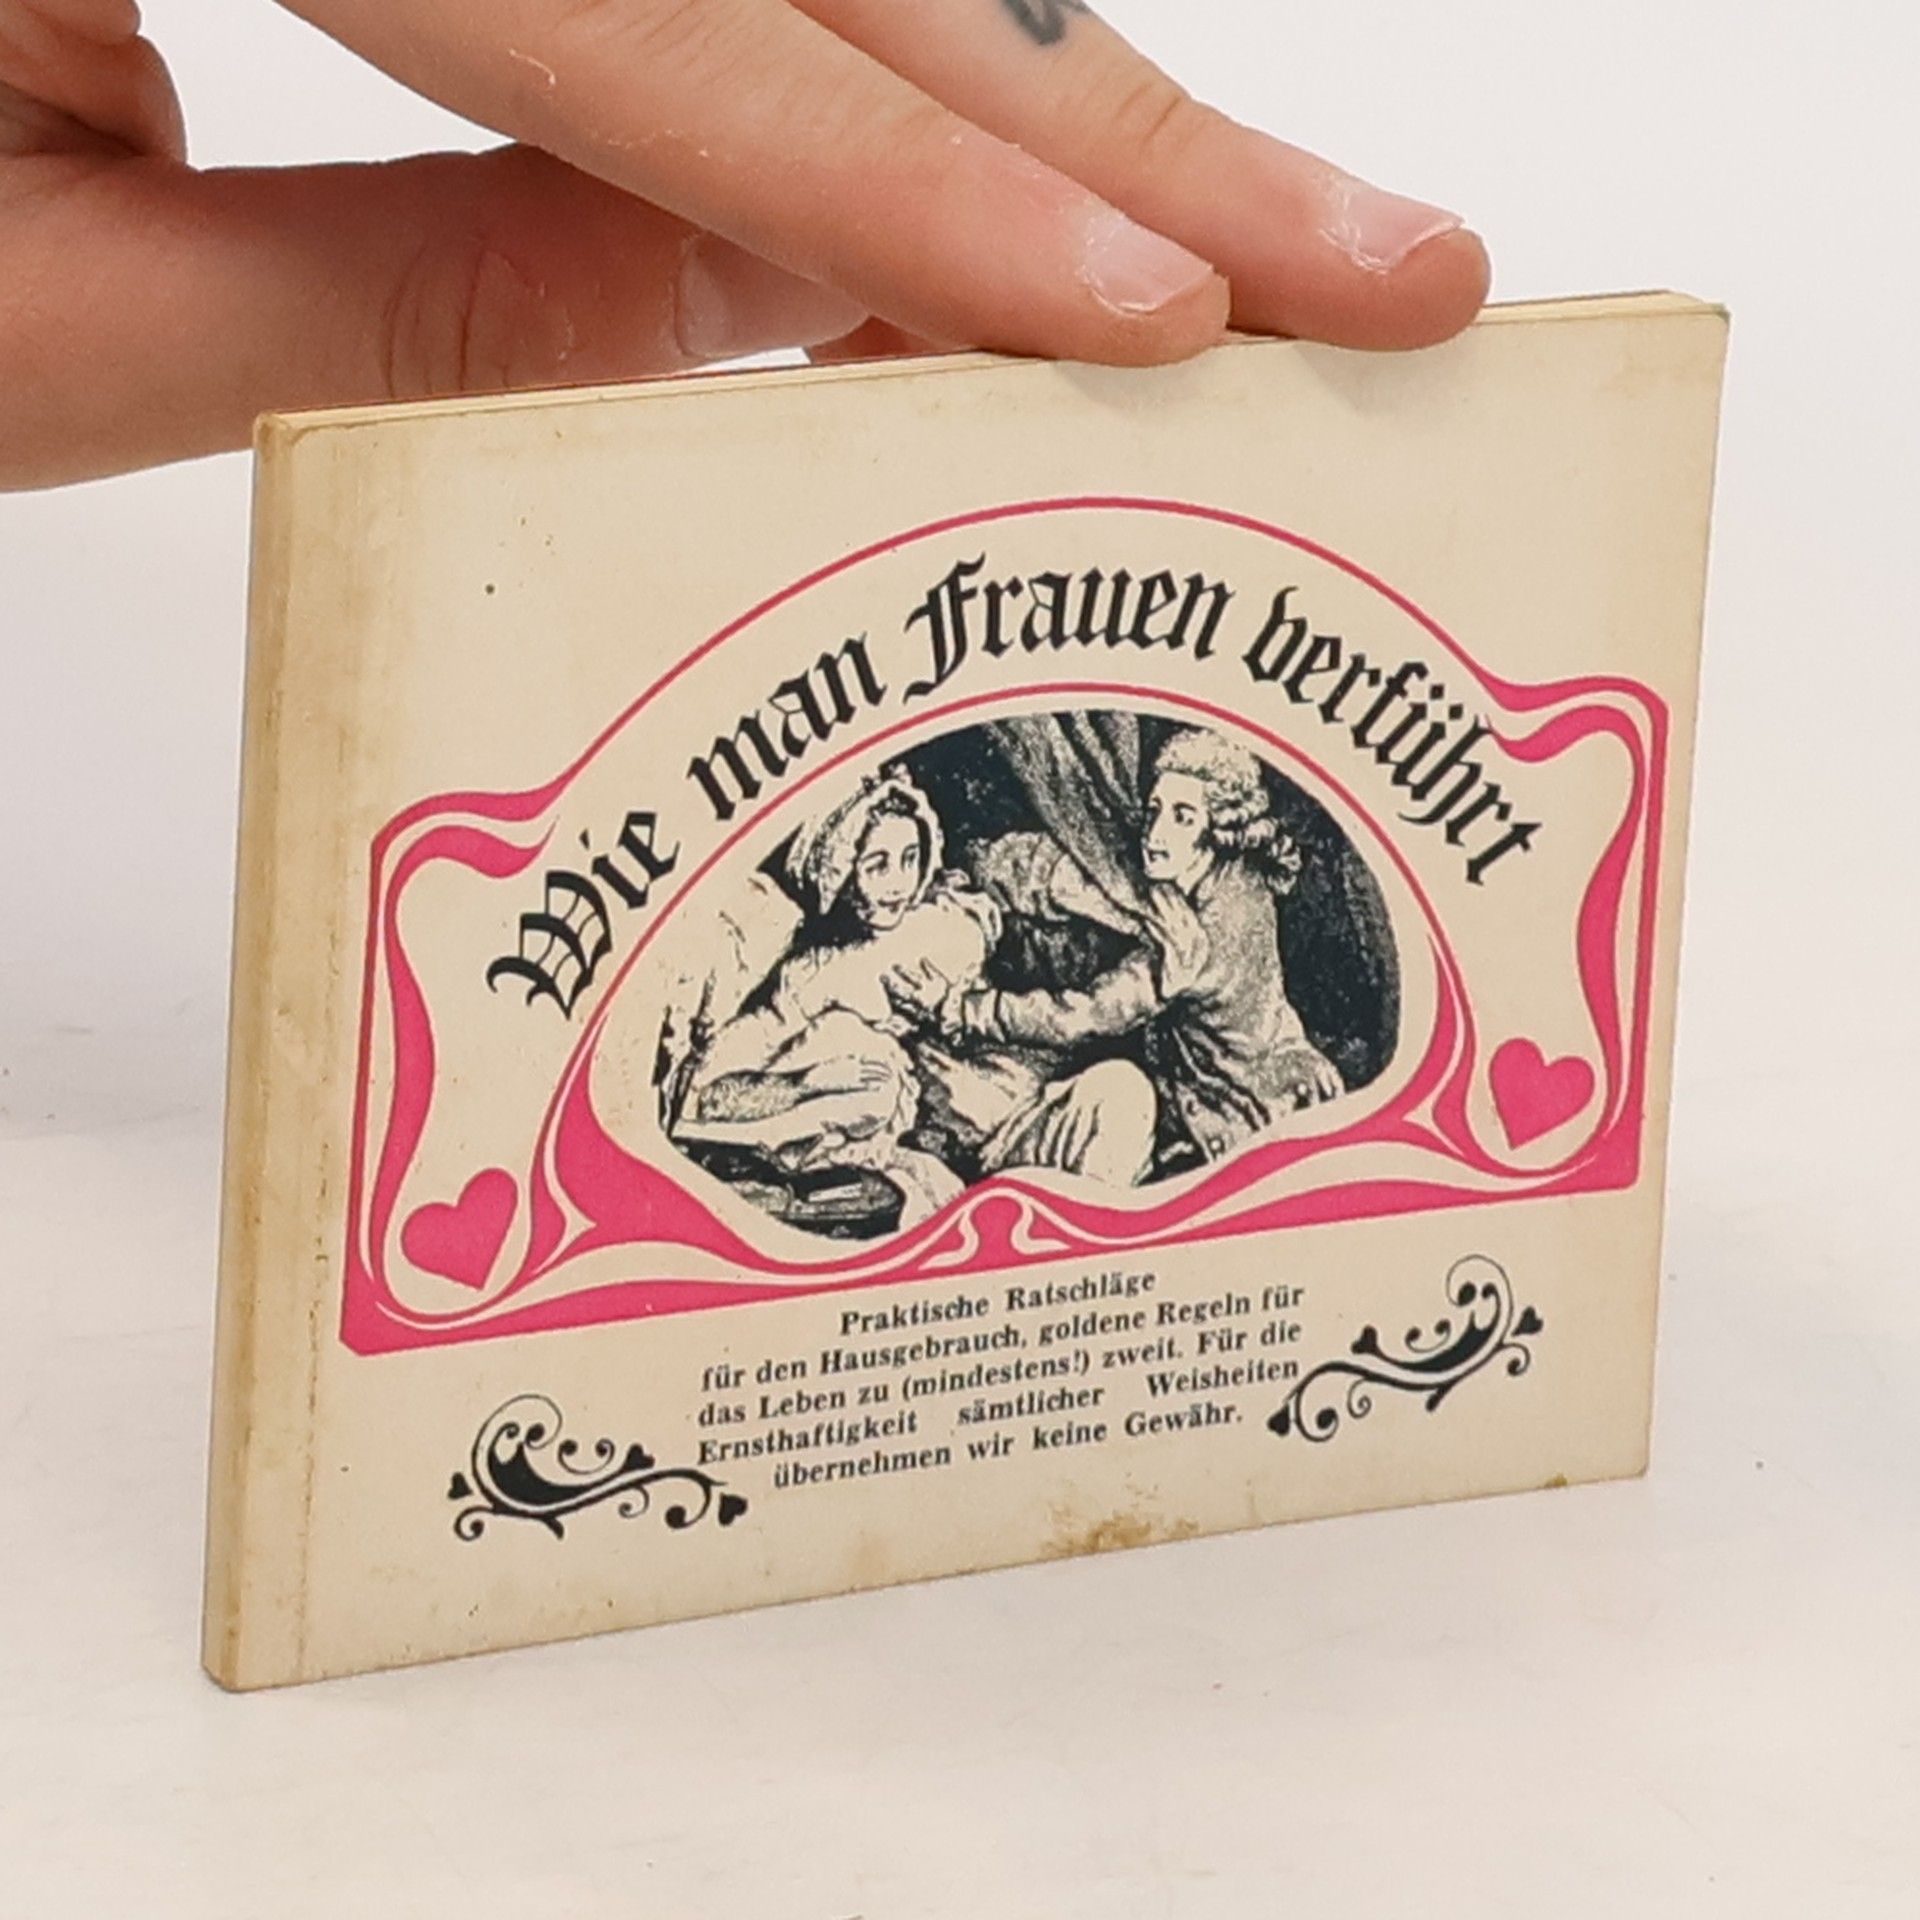 Wie man Frauen verführt
Praktische Ratschläge
für den Hausgebrauch, goldene Regeln für
das Leben zu (mindestens!) zweit. Für die
Ernsthaftigkeit sämtlicher Weisheiten
übernehmen wir keine Gewähr.